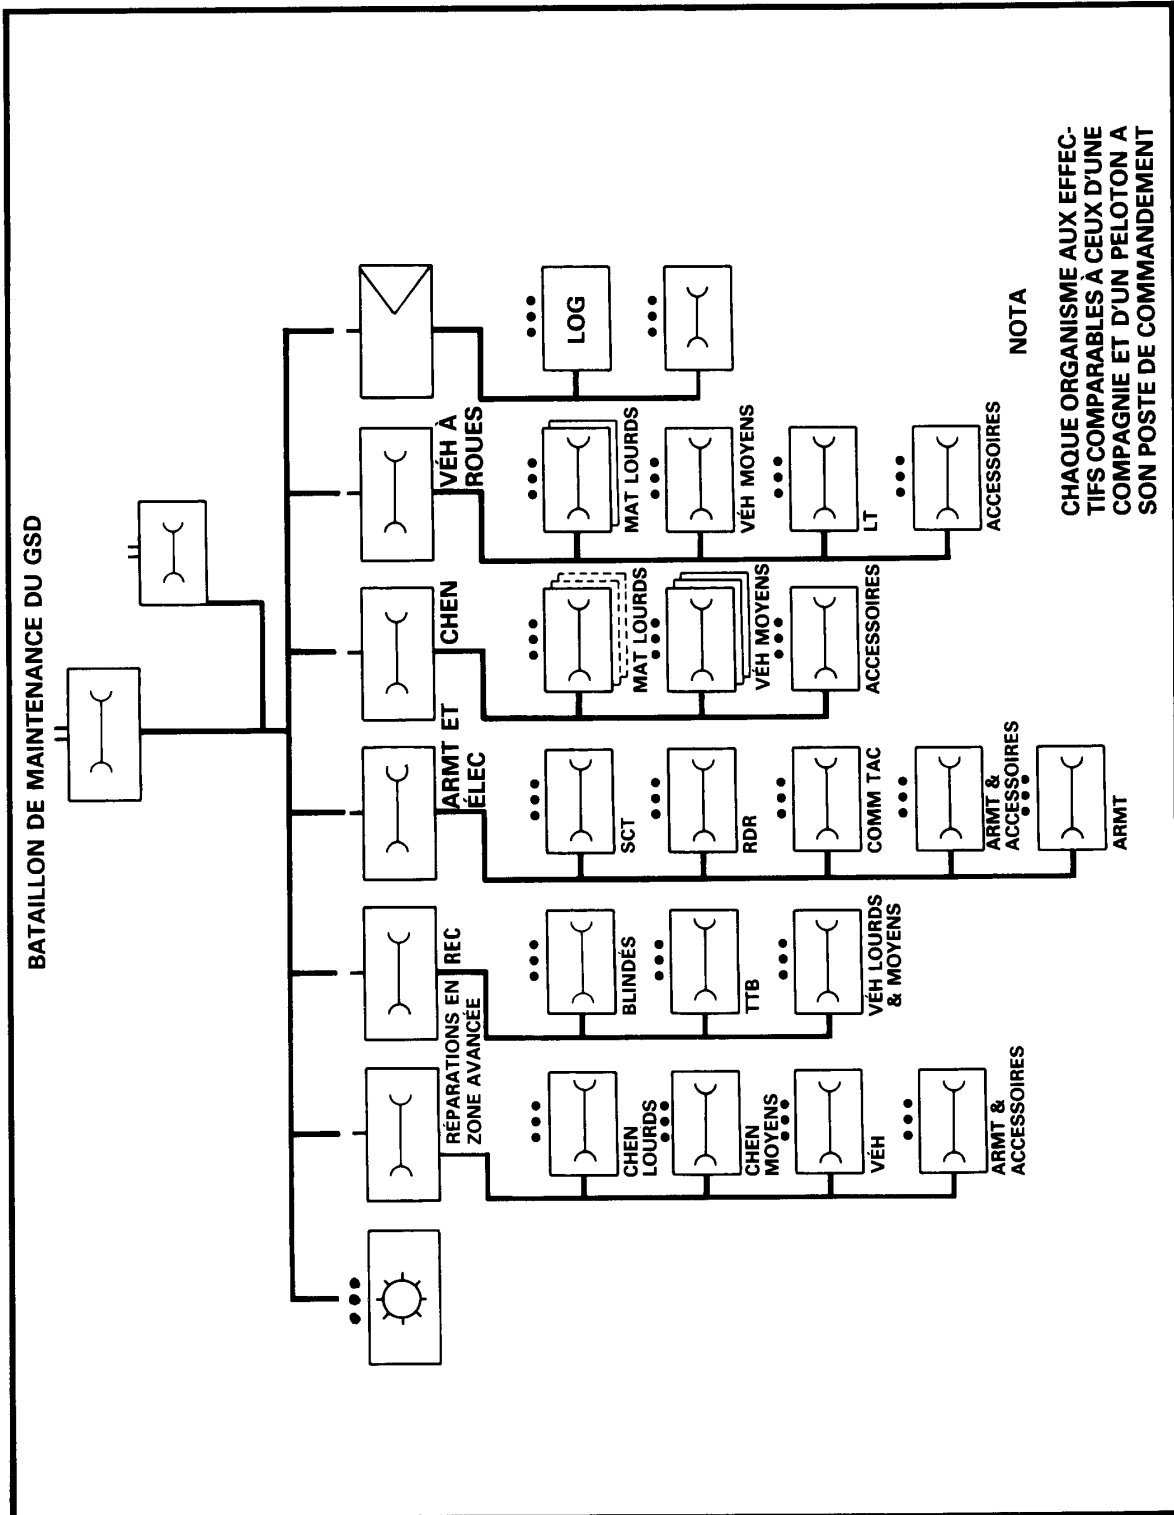 BATAILLON DE MAINTENANCE DU GSD
RÉPARATIONS EN
ZONE AVANCÉE
CHEN
LOURDS
CHEN
MOYENS
VÉH
ARMT &
ACCESSOIRES
REC
BLINDÉS
TTB
VÉH LOURDS
& MOYENS
ARMT ET
ÉLEC
SCT
RDR
COMM TAC
ARMT &
ACCESSOIRES
ARMT
CHEN
MAT LOURDS
VÉH MOYENS
ACCESSOIRES
VÉH À
ROUES
MAT LOURDS
VÉH MOYENS
LT
ACCESSOIRES
LOG
NOTA
CHAQUE ORGANISME AUX EFFEC-
TIFS COMPARABLES À CEUX D'UNE
COMPAGNIE ET D'UN PELOTON A
SON POSTE DE COMMANDEMENT